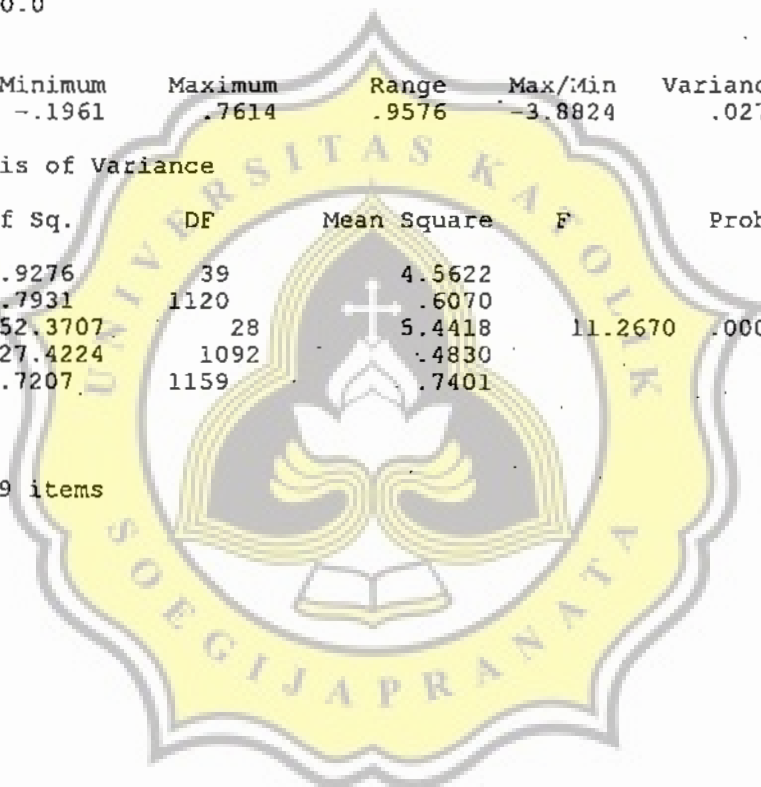 0.0
Minimum Maximum Range Max/Min Varianc
-.1961 .7614 .9576 -3.8824 .027
is of Variance
f Sq. DF Mean Square F Prob
.9276 39 4.5622
.7931 1120 .6070
52.3707 28 5.4418 11.2670 .000
27.4224 1092 .4830
.7207 1159 .7401
9 items
UNIVERSITAS KATOLIK
SOEGIJAPRANATA